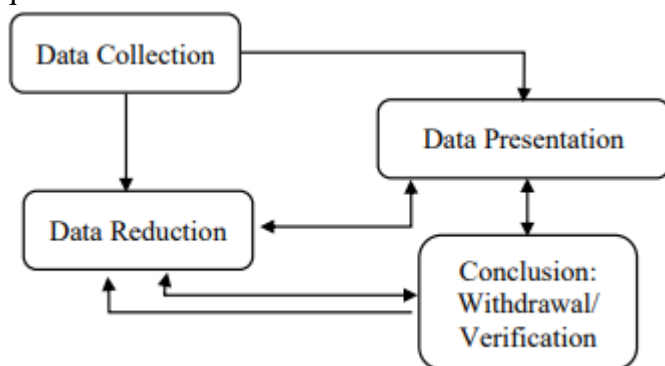 Data Collection
Data Presentation
Data Reduction
Conclusion:
Withdrawal/
Verification